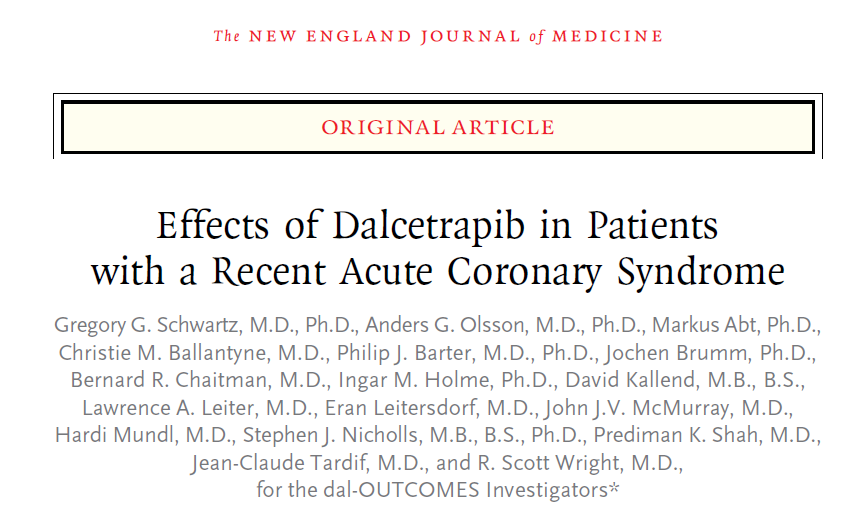 The NEW ENGLAND JOURNAL of MEDICINE
ORIGINAL ARTICLE
Effects of Dalcetrapib in Patients
with a Recent Acute Coronary Syndrome
Gregory G. Schwartz, M.D., Ph.D., Anders G. Olsson, M.D., Ph.D., Markus Abt, Ph.D.,
Christie M. Ballantyne, M.D., Philip J. Barter, M.D., Ph.D., Jochen Brumm, Ph.D.,
Bernard R. Chaitman, M.D., Ingar M. Holme, Ph.D., David Kallend, M.B., B.S.,
Lawrence A. Leiter, M.D., Eran Leitersdorf, M.D., John J.V. McMurray, M.D.,
Hardi Mundl, M.D., Stephen J. Nicholls, M.B., B.S., Ph.D., Prediman K. Shah, M.D.,
Jean-Claude Tardif, M.D., and R. Scott Wright, M.D.,
for the dal-OUTCOMES Investigators*